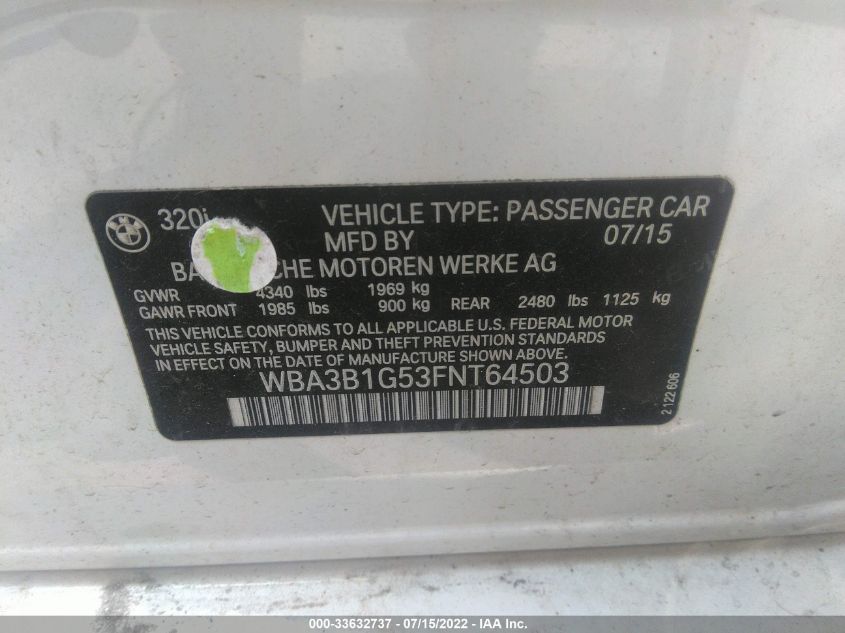 320i VEHICLE TYPE: PASSENGER CAR
MFD BY 07/15
BA CHE MOTOREN WERKE AG
GVWR 4340 lbs 1969 kg
GAWR FRONT 1985 lbs 900 kg REAR 2480 lbs 1125 kg
THIS VEHICLE CONFORMS TO ALL APPLICABLE U.S. FEDERAL MOTOR
VEHICLE SAFETY, BUMPER AND THEFT PREVENTION STANDARDS
IN EFFECT ON THE DATE OF MANUFACTURE SHOWN ABOVE.
WBA3B1G53FNT64503
2 122 606
000-33632737 - 07/15/2022 - IAA Inc.